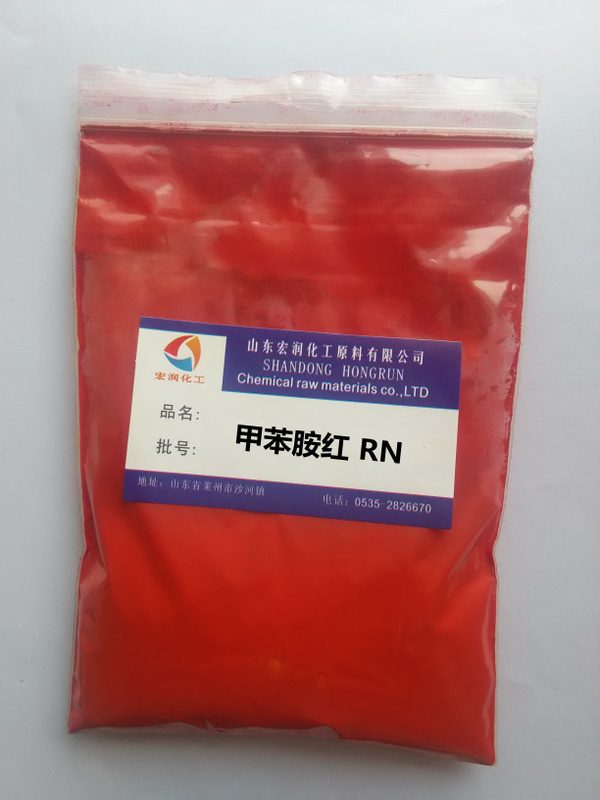 宏润化工
山东宏润化工原料有限公司
SHANDONG HONGRUN
Chemical raw materials co.,LTD
品名:
批号:
甲苯胺红 RN
地址: 山东省莱州市沙河镇
电话: 0535-2826670